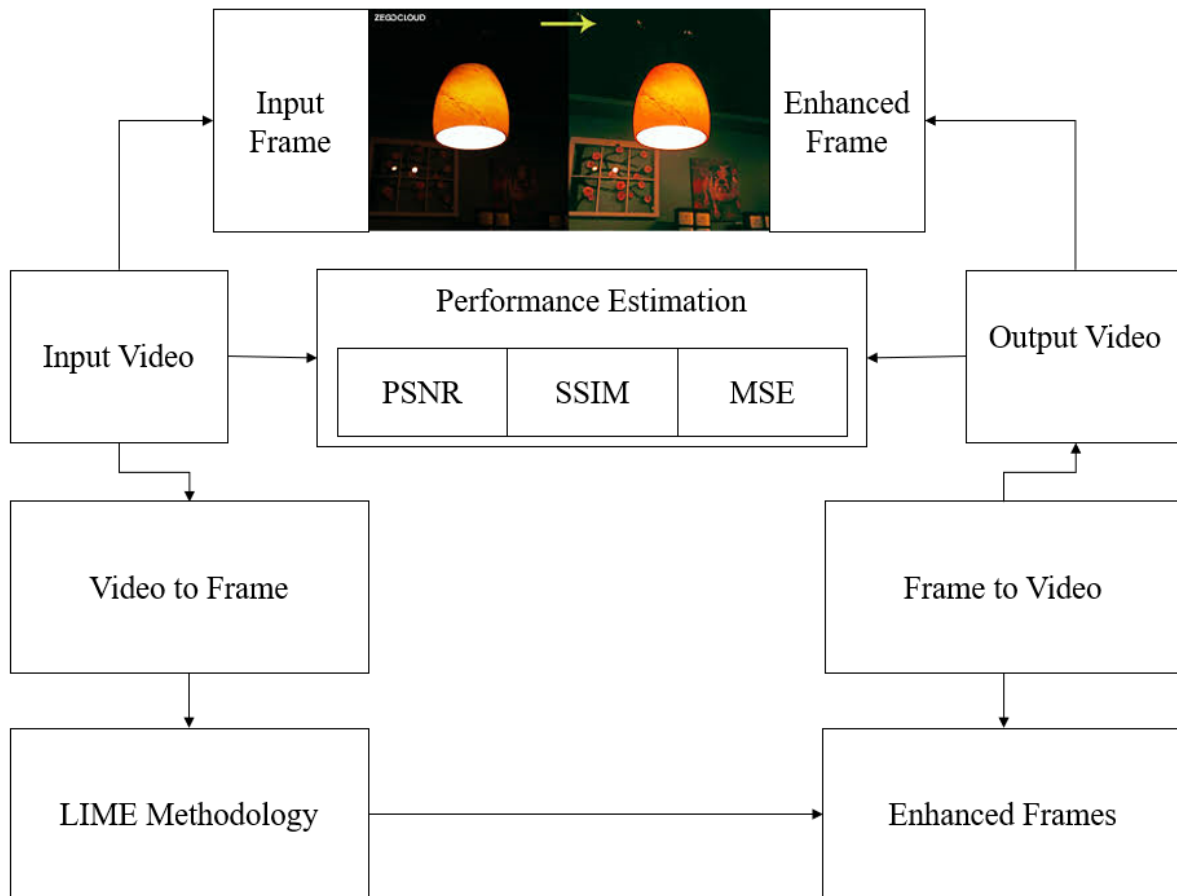 ZEGOCLOUD
Input
Frame
Enhanced
Frame
Input Video
Performance Estimation
PSNR
SSIM
MSE
Output Video
Video to Frame
Frame to Video
LIME Methodology
Enhanced Frames